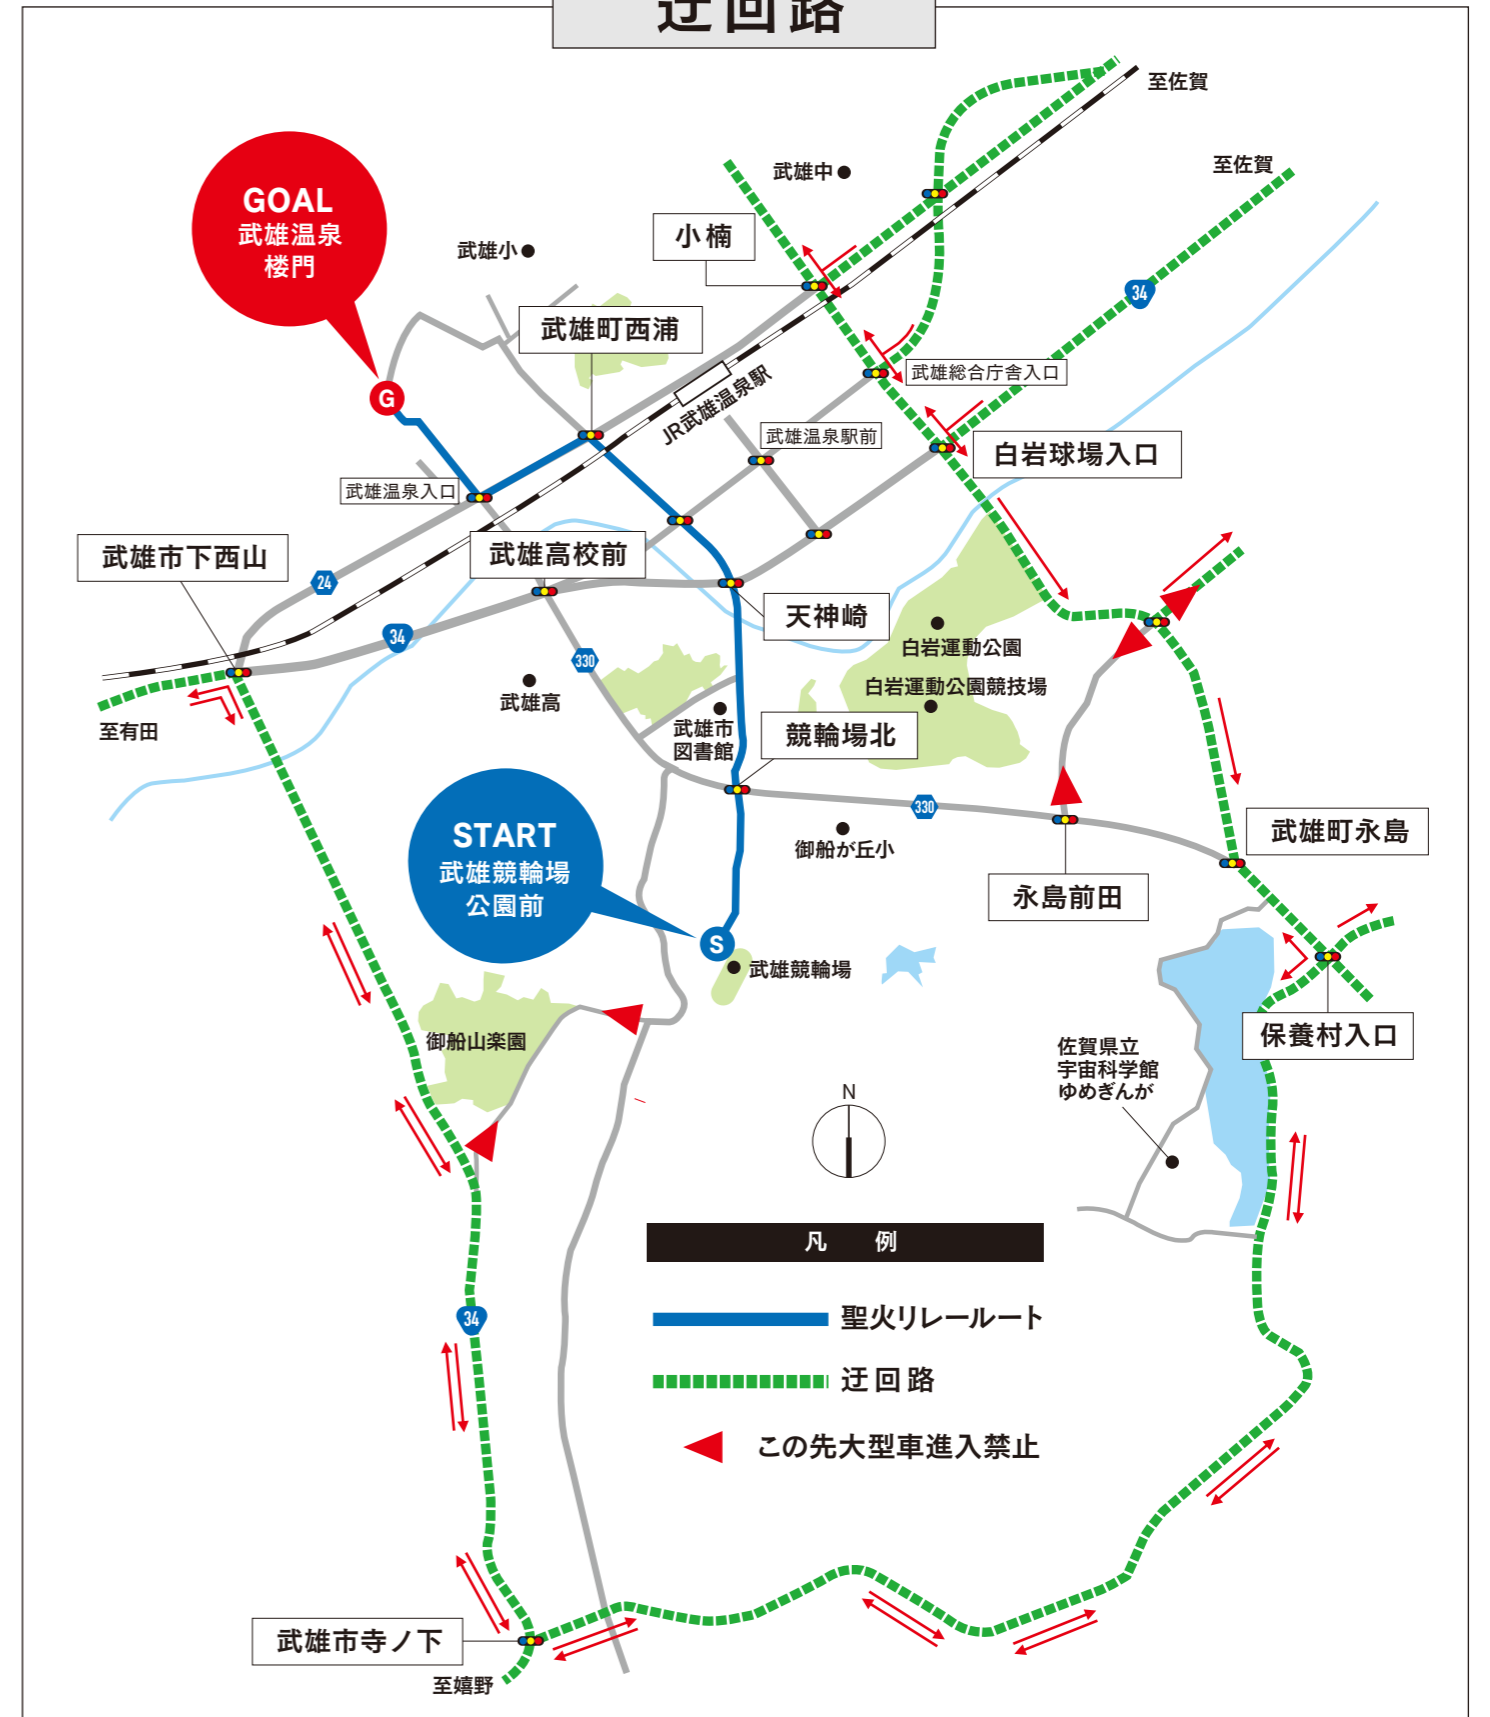 迂回路
至佐賀
至佐賀
武雄中
GOAL
武雄温泉
楼門
小楠
武雄小
34
武雄町西浦
武雄総合庁舎入口
JR武雄温泉駅
武雄温泉駅前
白岩球場入口
武雄温泉入口
武雄高校前
武雄市下西山
24
天神崎
34
白岩運動公園
330
白岩運動公園競技場
武雄高
至有田
武雄市
図書館
競輪場北
330
START
武雄競輪場
公園前
武雄町永島
御船が丘小
永島前田
S
G
武雄競輪場
御船山楽園
保養村入口
佐賀県立
宇宙科学館
ゆめぎんが
N
凡 例
34
聖火リレールート
迂回路
この先大型車進入禁止
武雄市寺ノ下
至嬉野